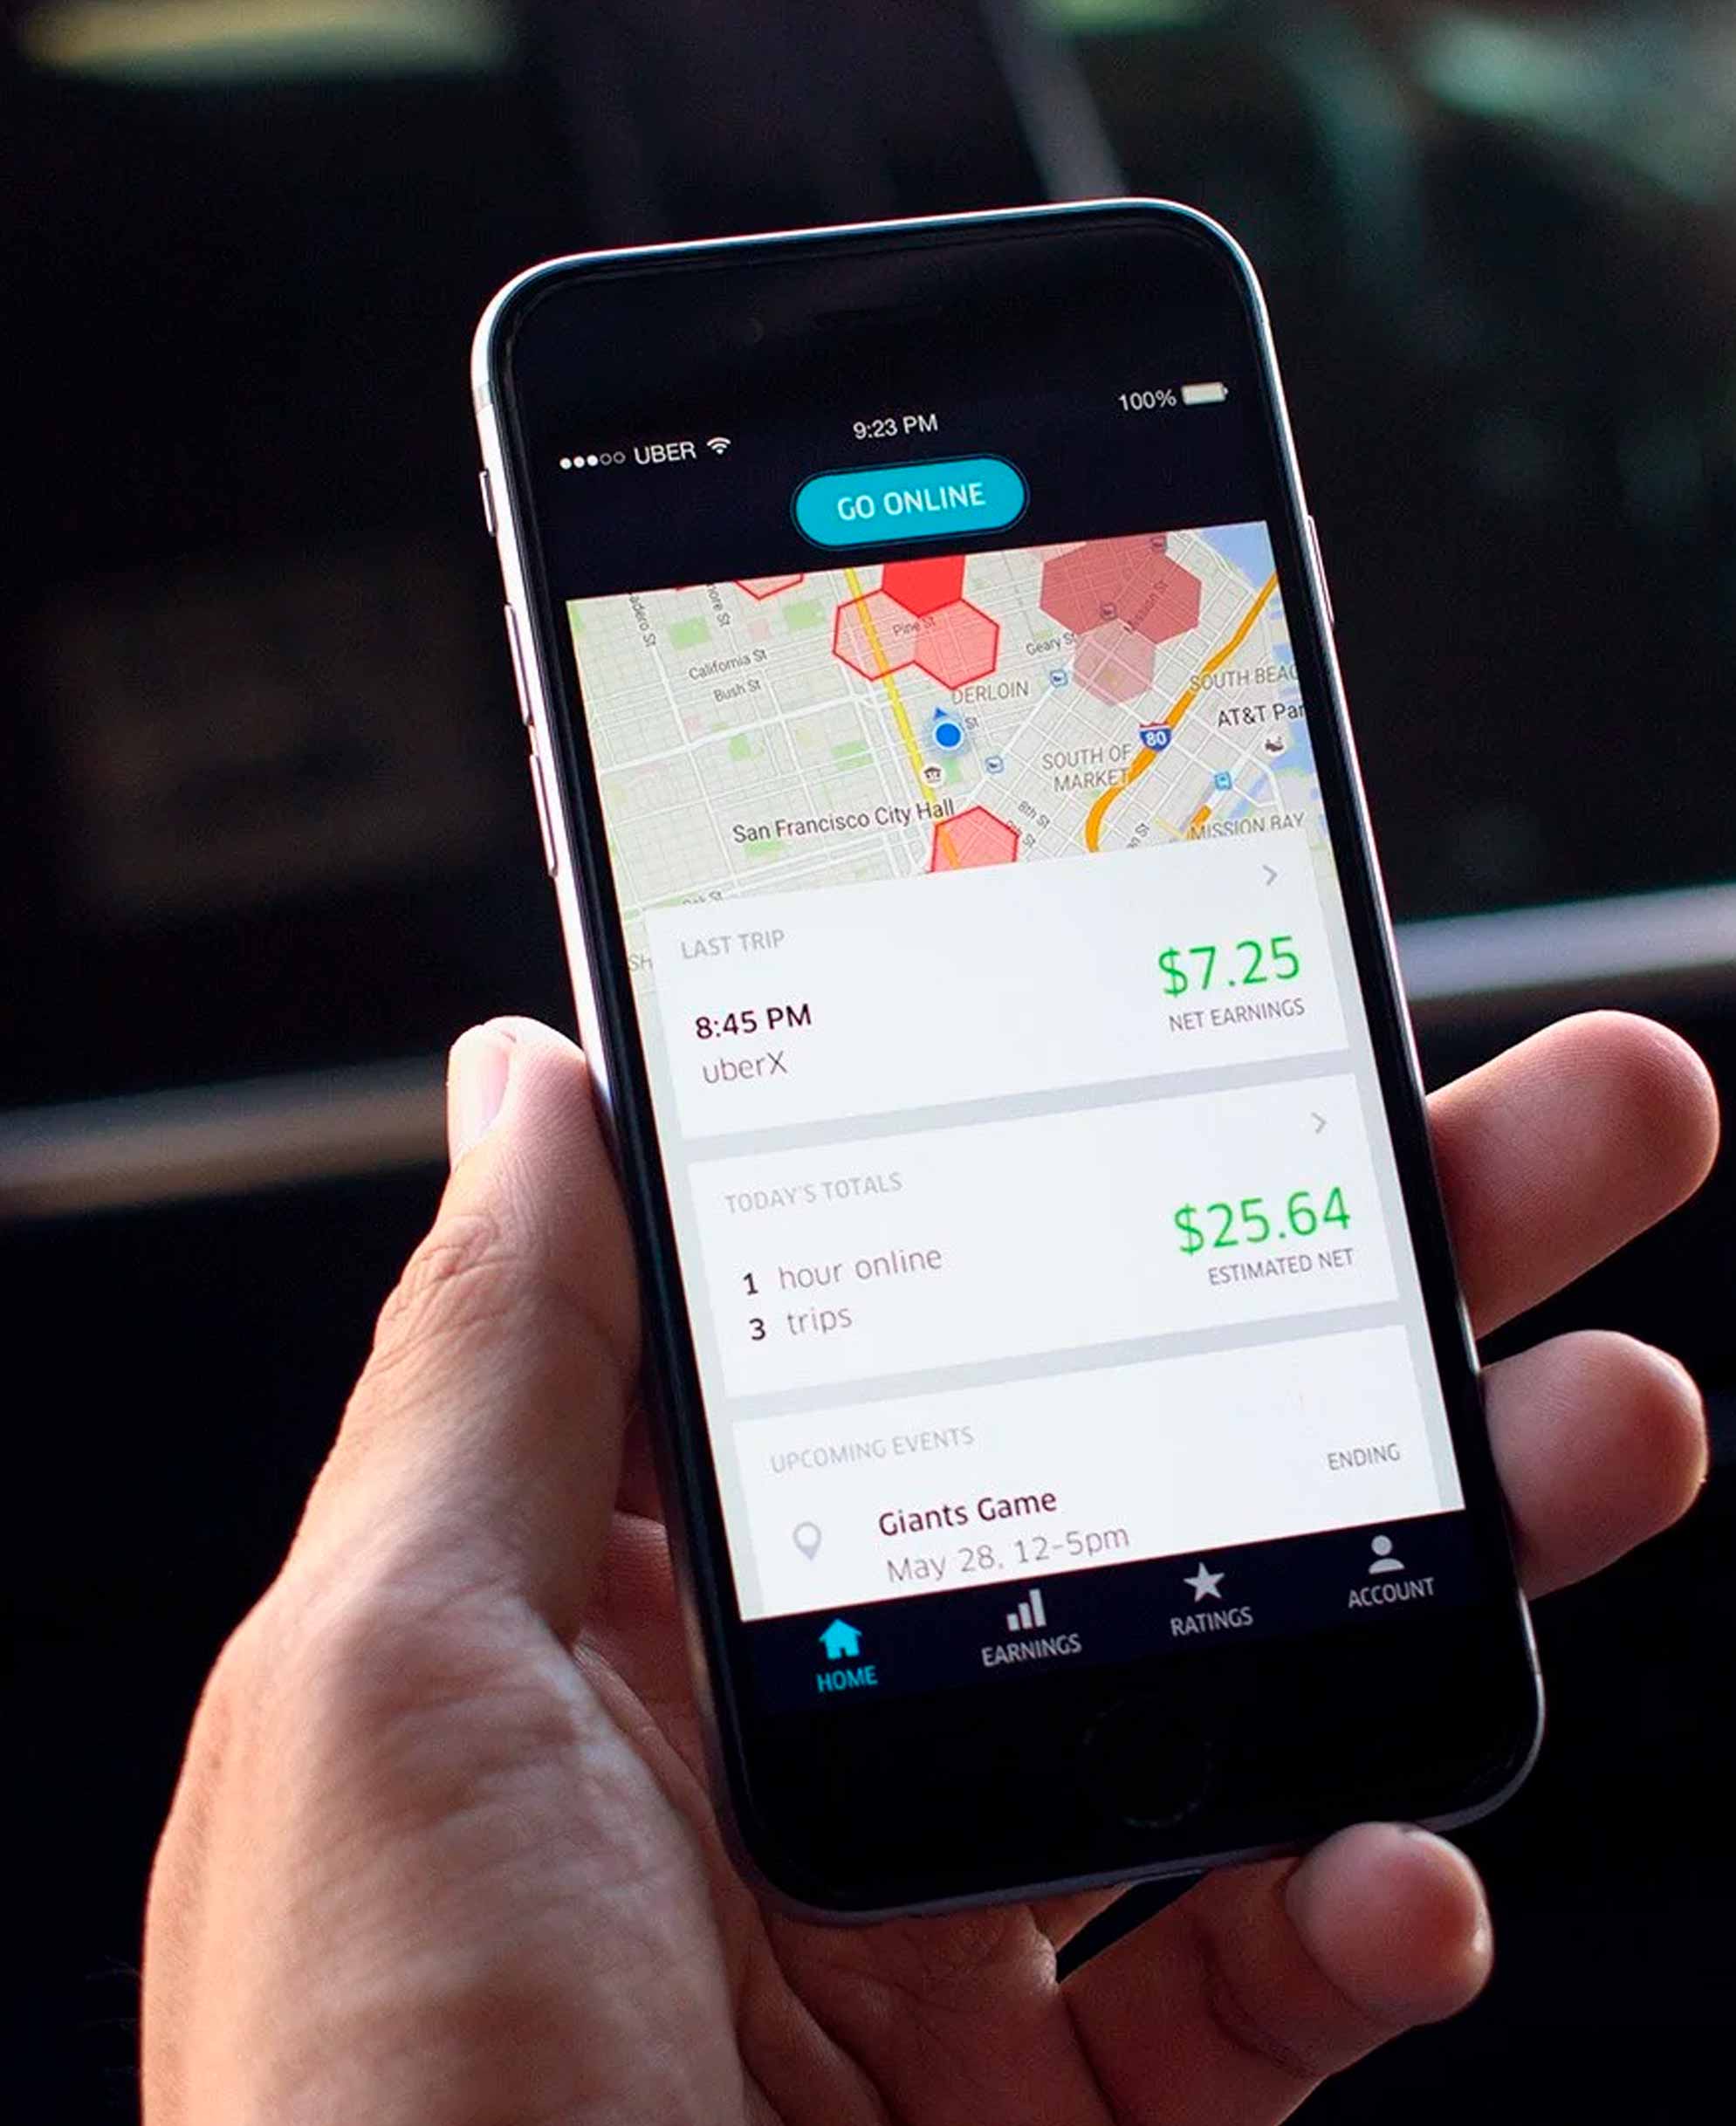 UBER
9:23 PM
100%
GO ONLINE
California St
Bush St
Pine St
Geary St
Mission St
DERLOIN
St
SOUTH BEAC
AT&T Par
80
SOUTH OF
MARKET
San Francisco City Hall
8th St
MISSION BAY
LAST TRIP
$7.25
NET EARNINGS
8:45 PM
uberX
TODAY'S TOTALS
$25.64
ESTIMATED NET
1 hour online
3 trips
UPCOMING EVENTS
ENDING
Giants Game
May 28, 12-5pm
HOME
EARNINGS
RATINGS
ACCOUNT